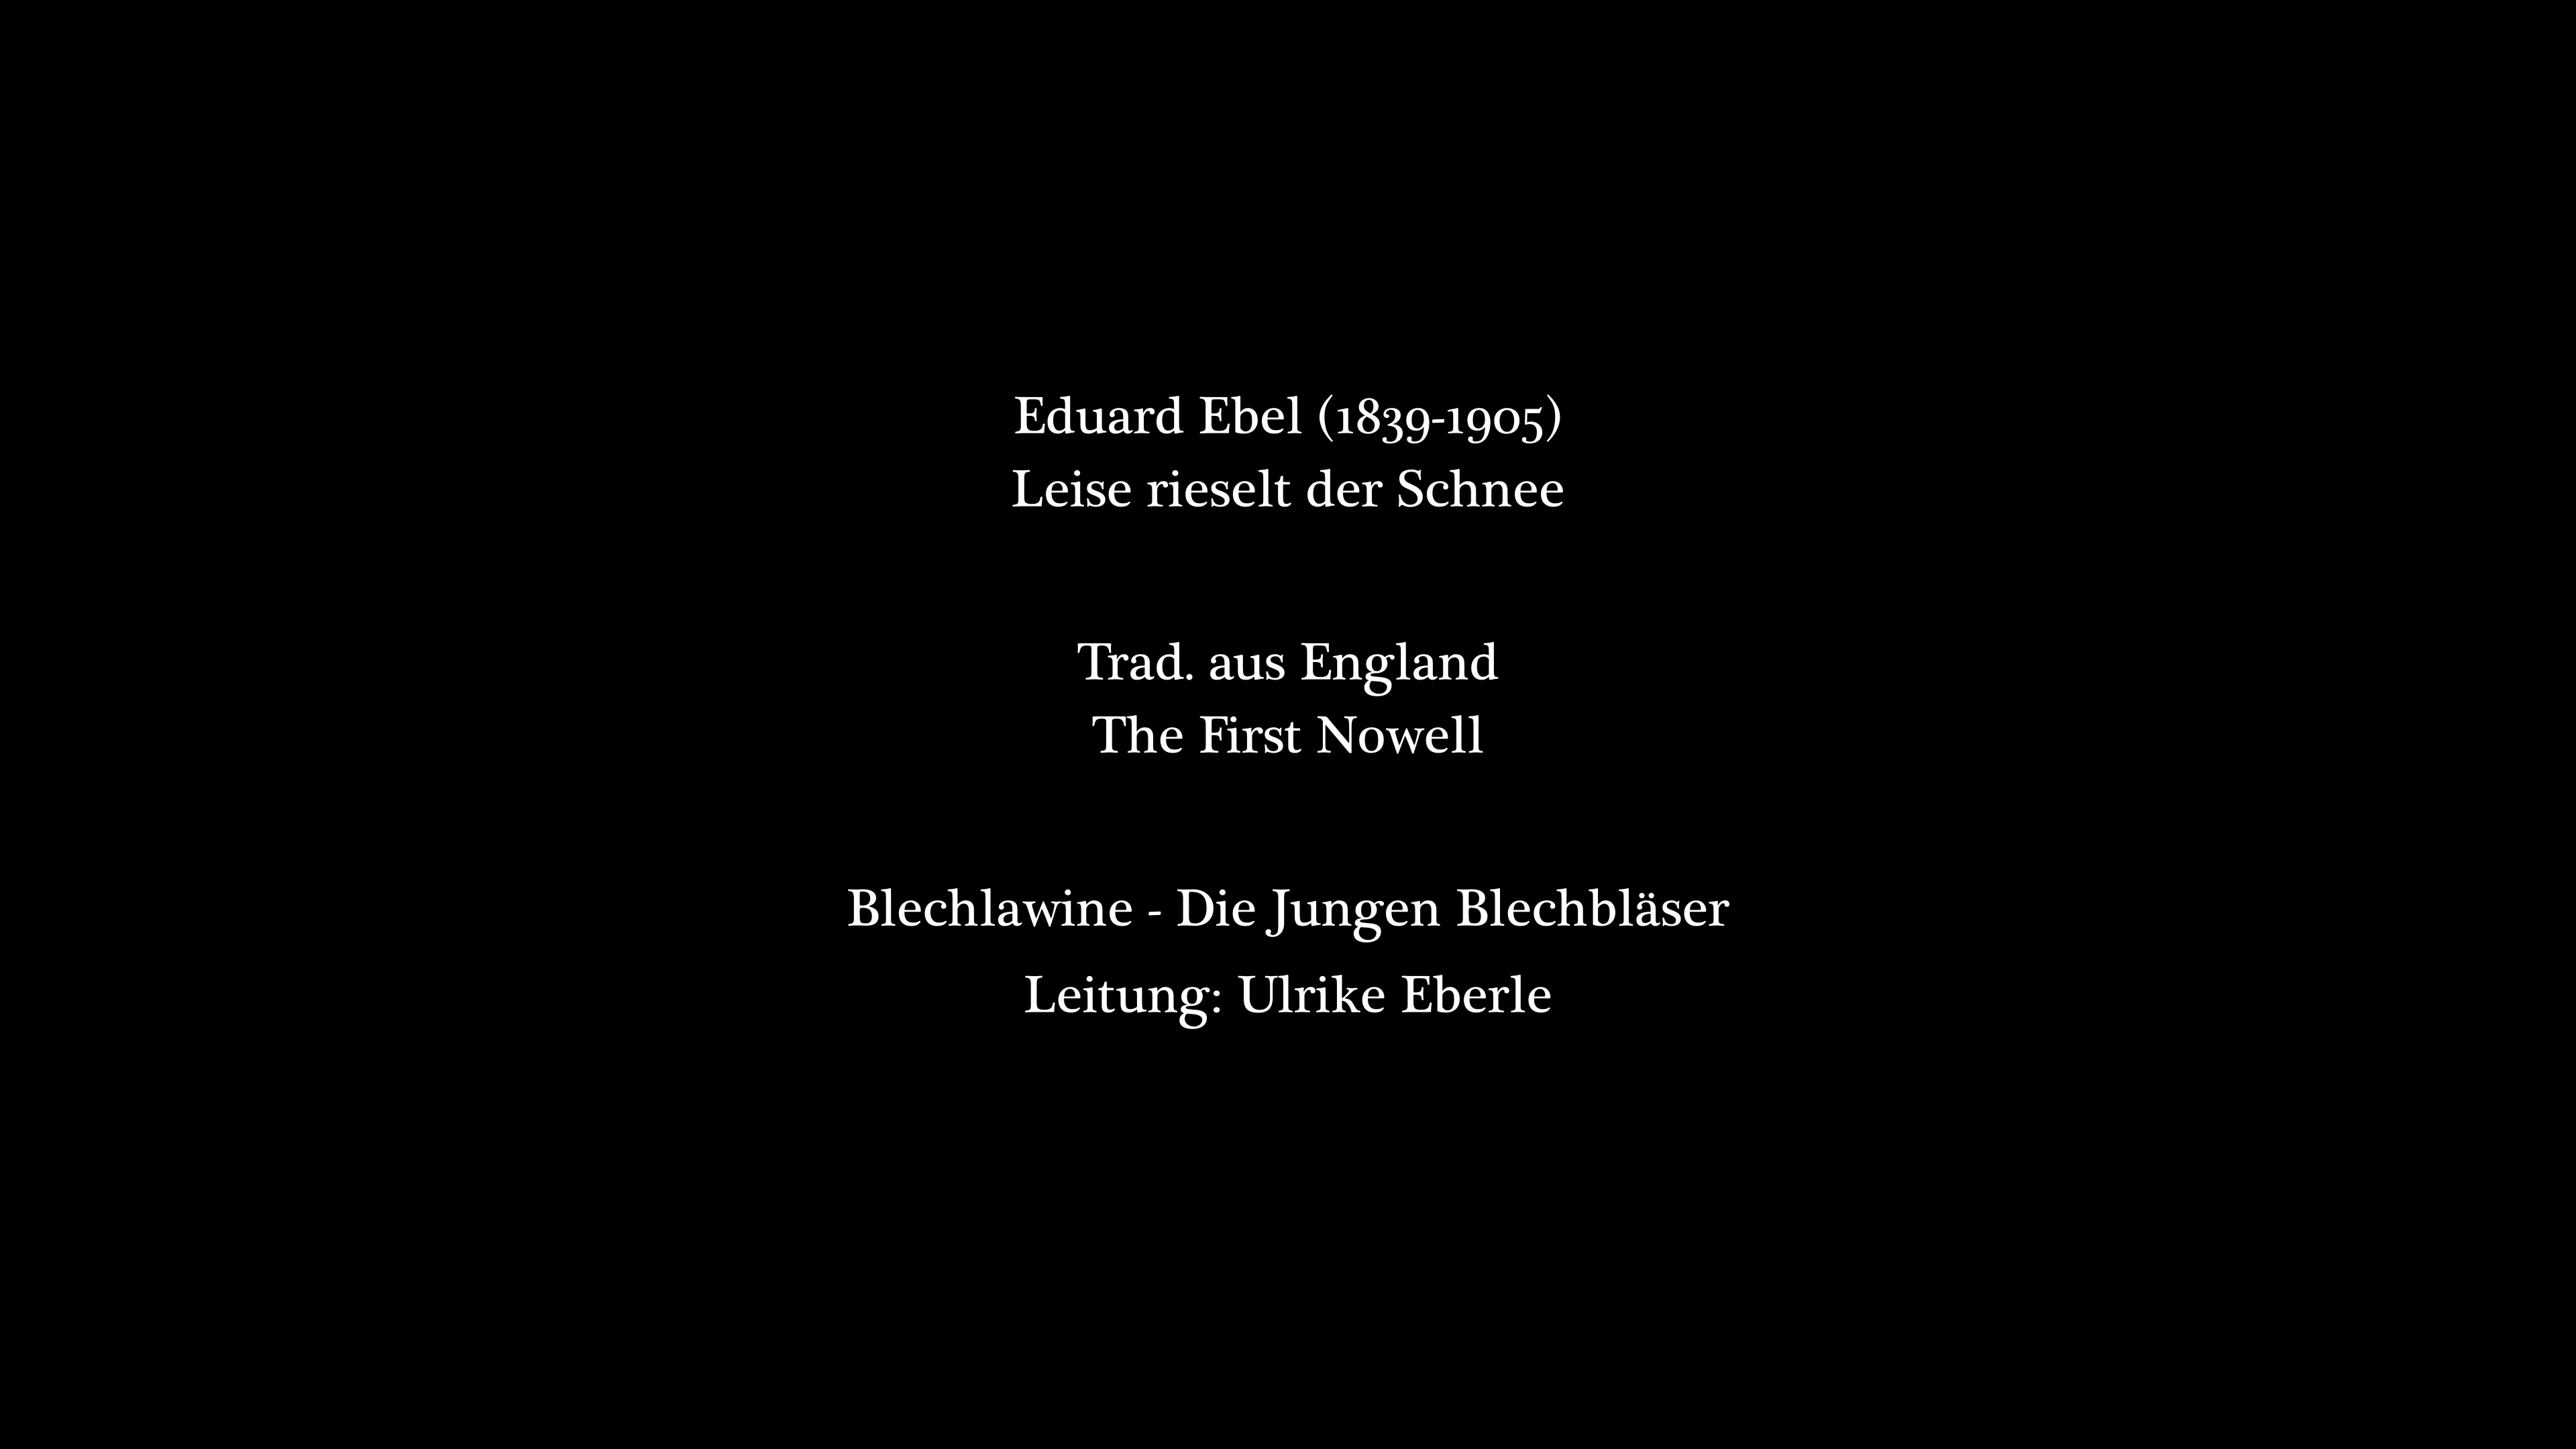 Eduard Ebel (1839-1905)
Leise rieselt der Schnee
Trad. aus England
The First Nowell
Blechlawine - Die Jungen Blechbläser
Leitung: Ulrike Eberle